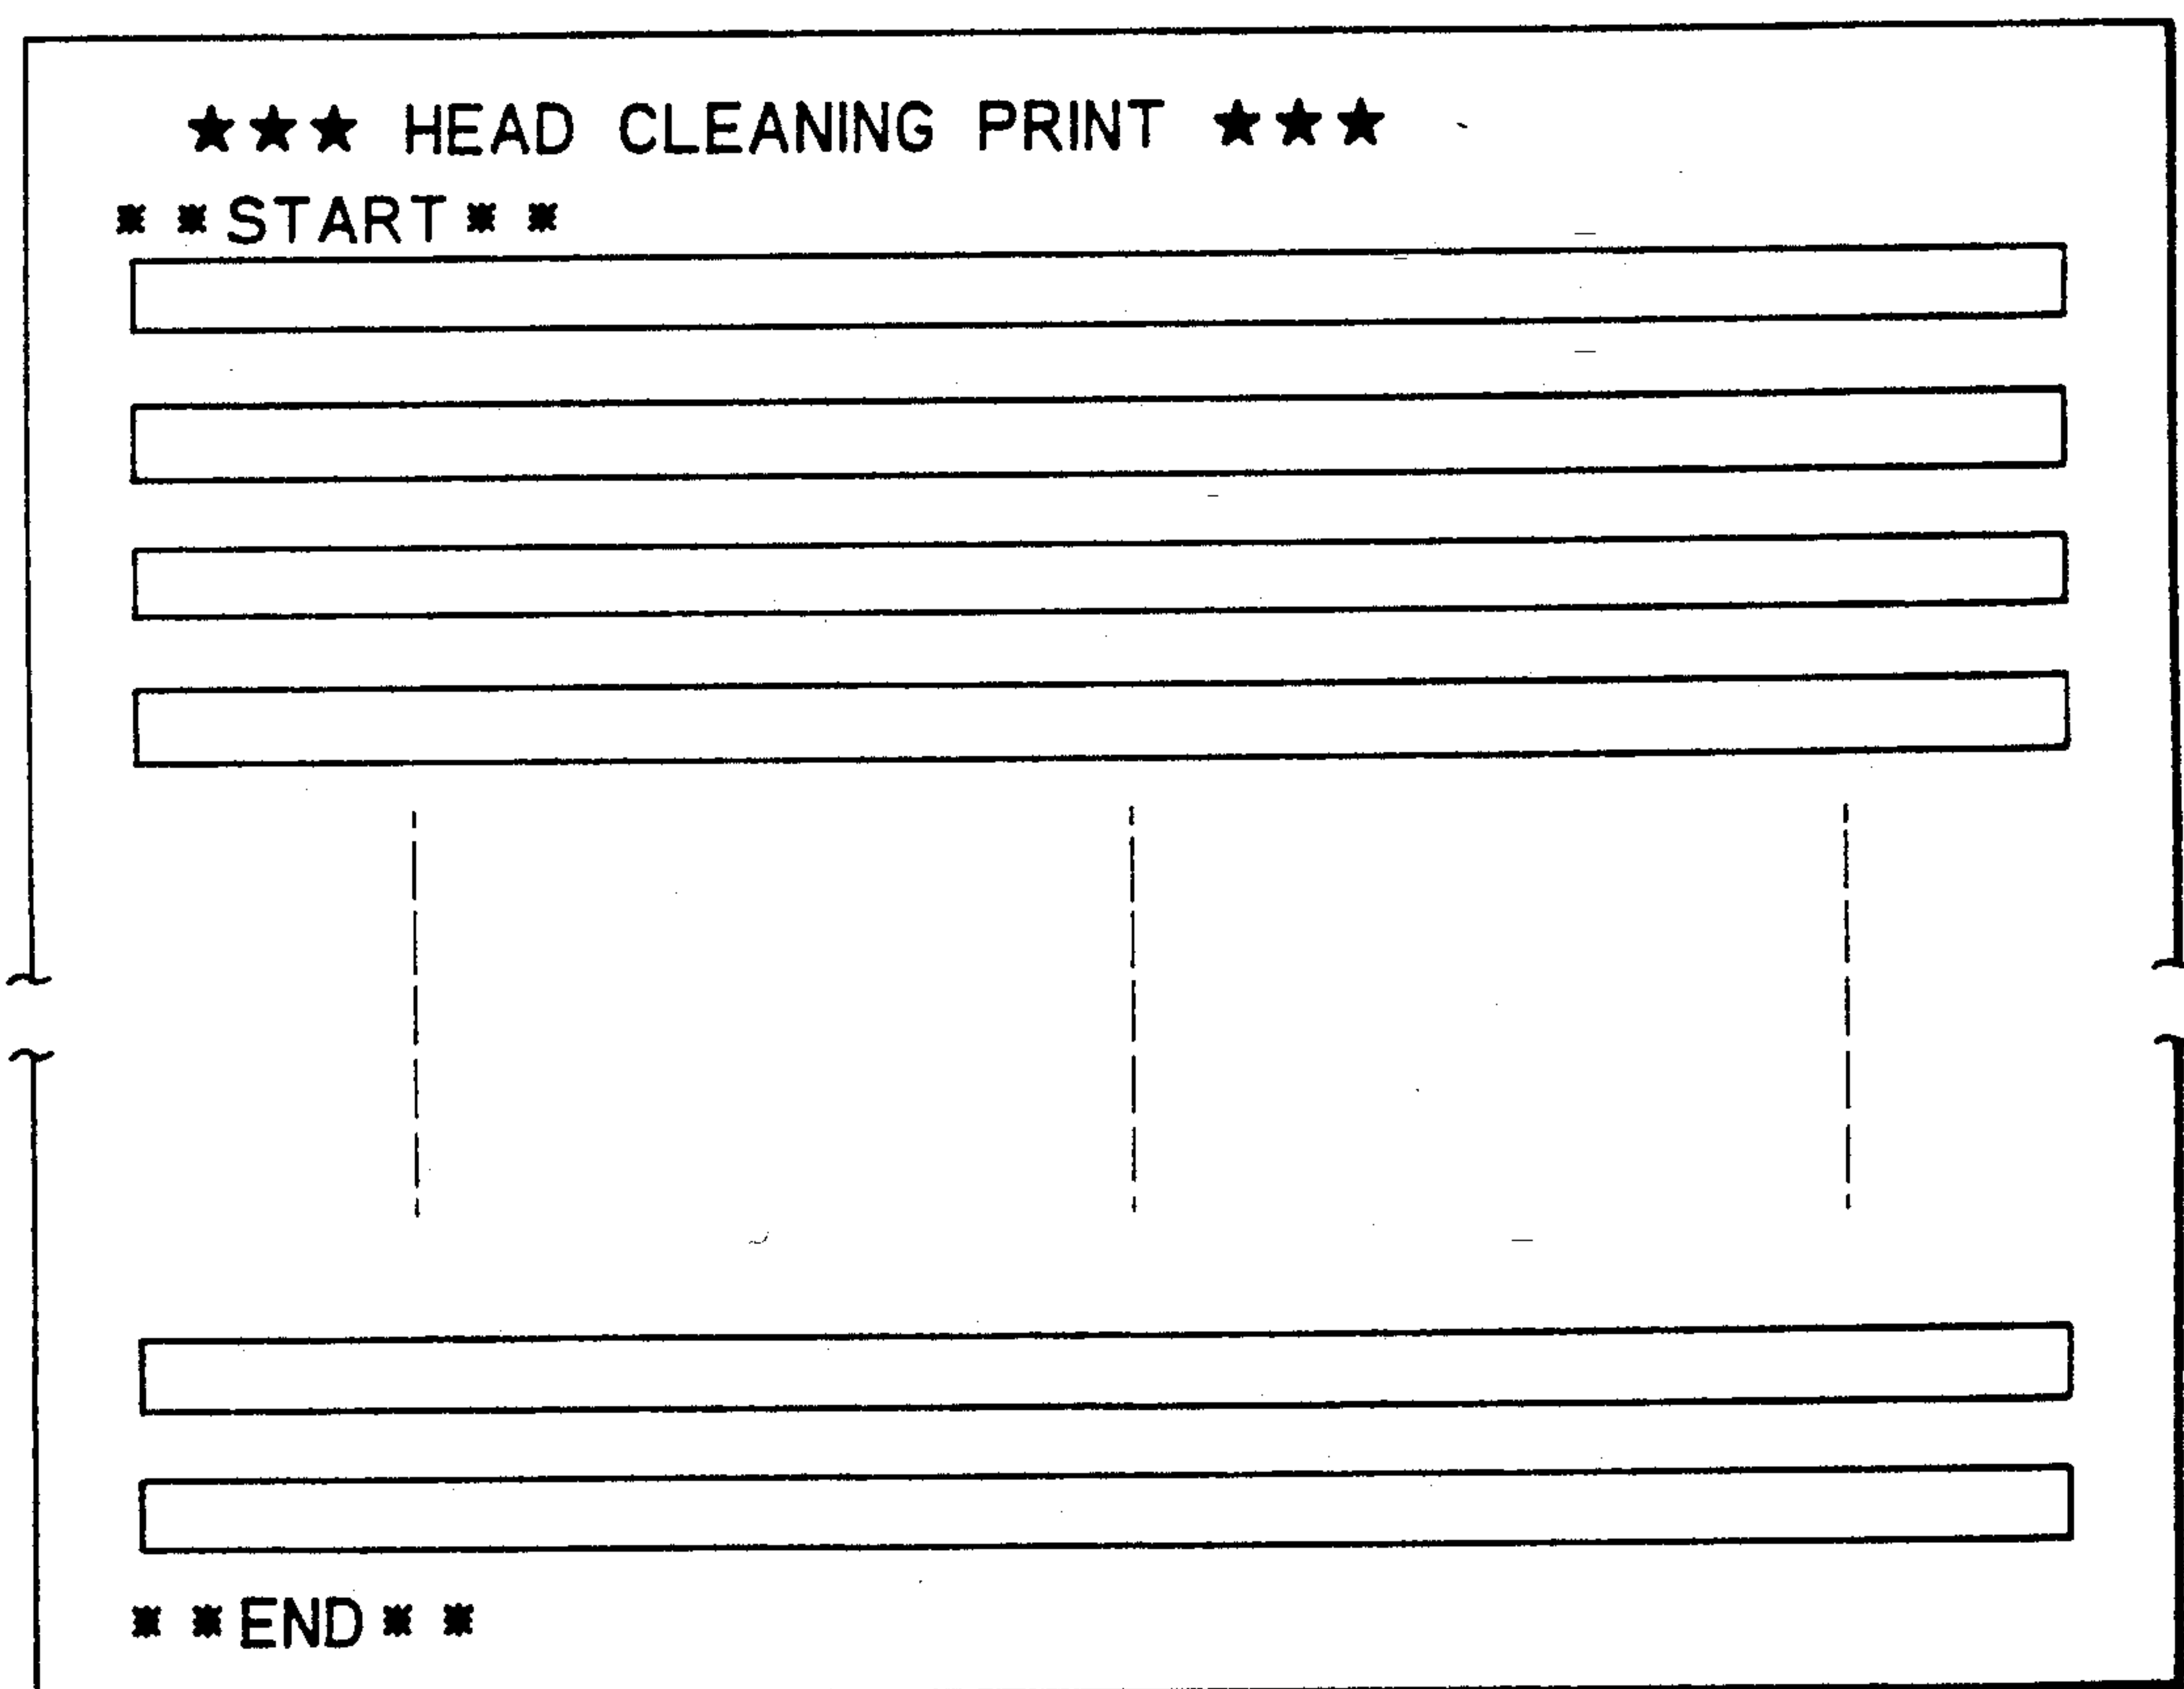 ★★★ HEAD CLEANING PRINT ★★★
**START**
**END**